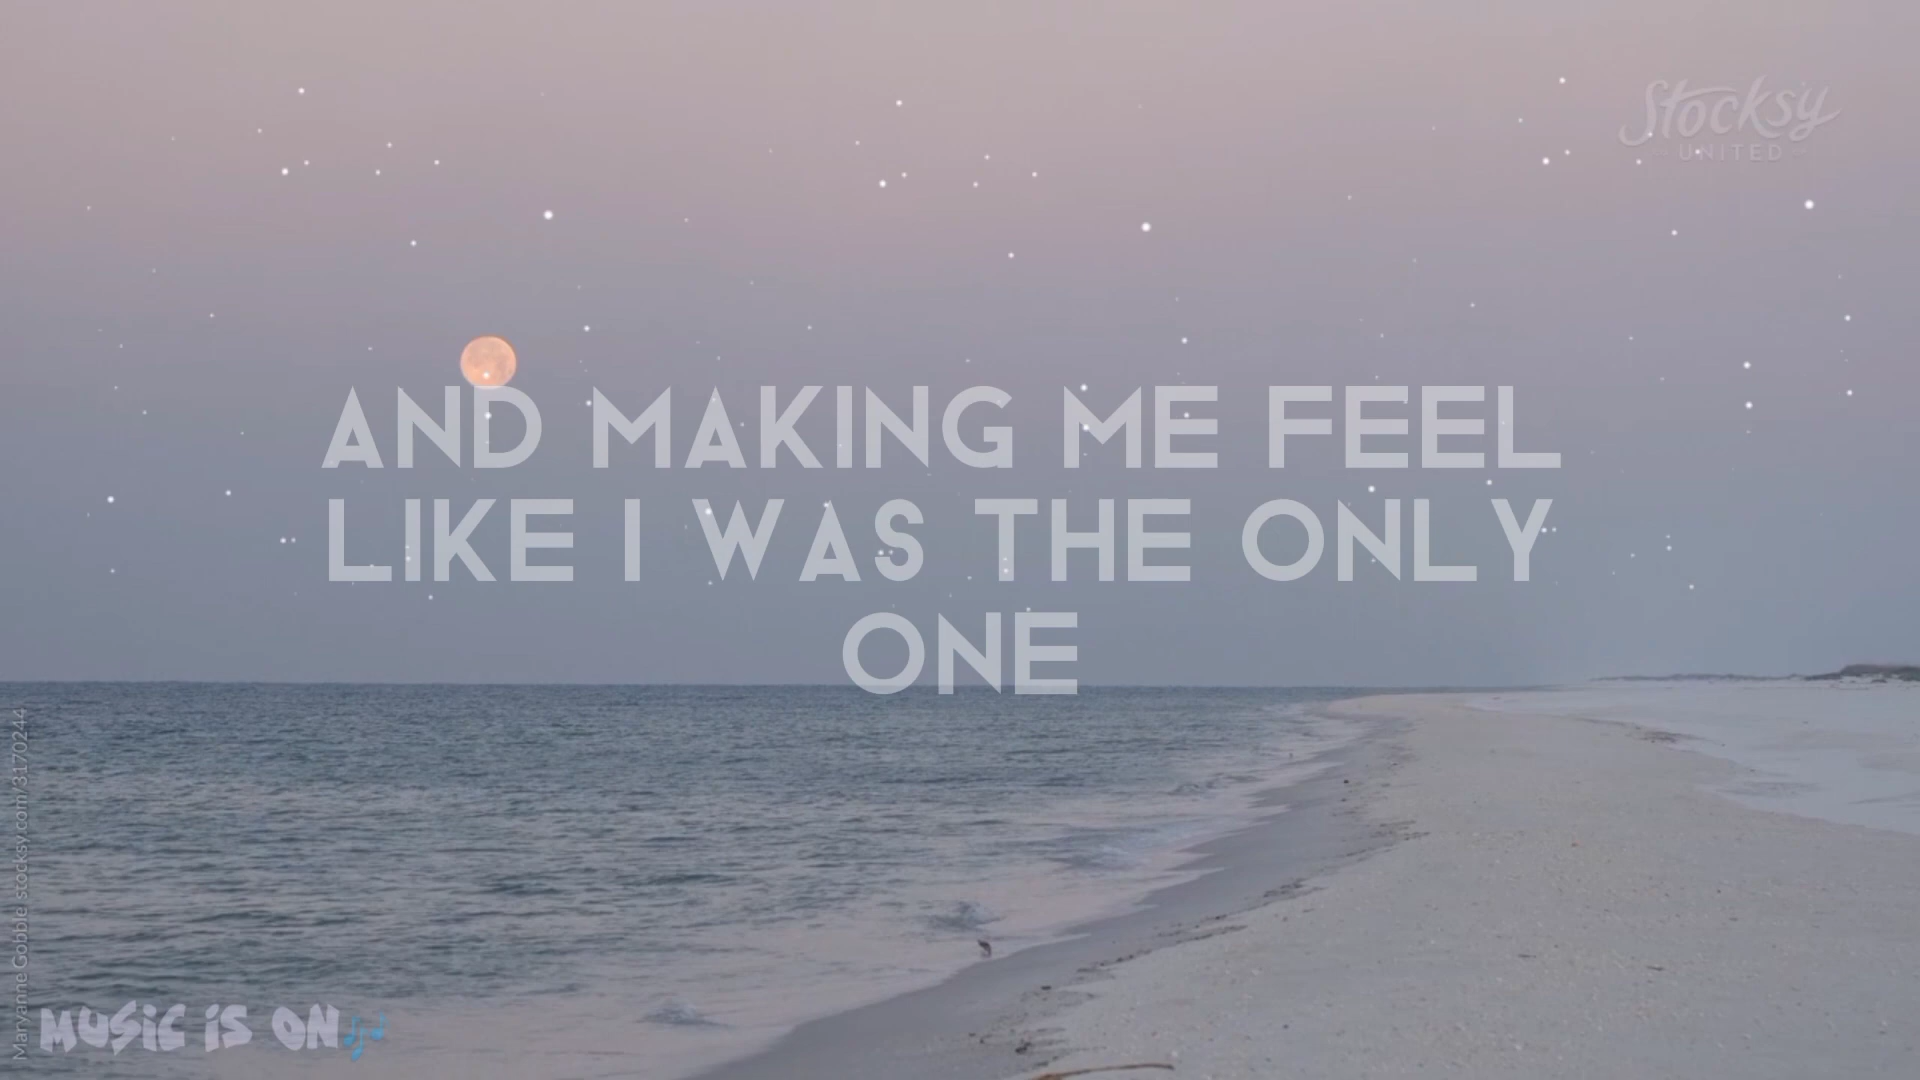 Stocksy
UNITED
AND MAKING ME FEEL
LIKE I WAS THE ONLY
ONE
Maryanne Gobble stocksy.com/3170244
MUSIC IS ON